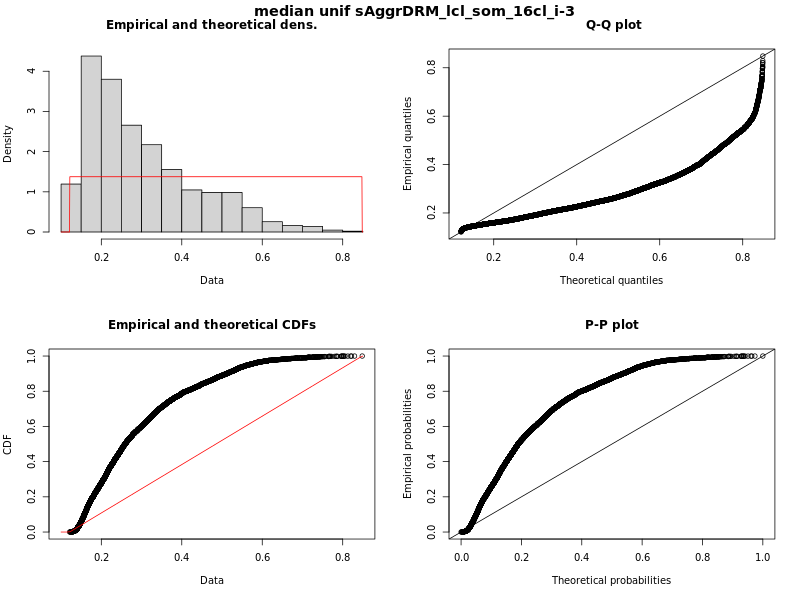 median unif sAggrDRM_lcl_som_16cl_i-3
Empirical and theoretical dens.
Density
0 1 2 3 4
0.2 0.4 0.6 0.8
Data
Q-Q plot
Empirical quantiles
0.2 0.4 0.6 0.8
0.2 0.4 0.6 0.8
Theoretical quantiles
Empirical and theoretical CDFs
CDF
0.0 0.2 0.4 0.6 0.8 1.0
0.2 0.4 0.6 0.8
Data
P-P plot
Empirical probabilities
0.0 0.2 0.4 0.6 0.8 1.0
0.0 0.2 0.4 0.6 0.8 1.0
Theoretical probabilities